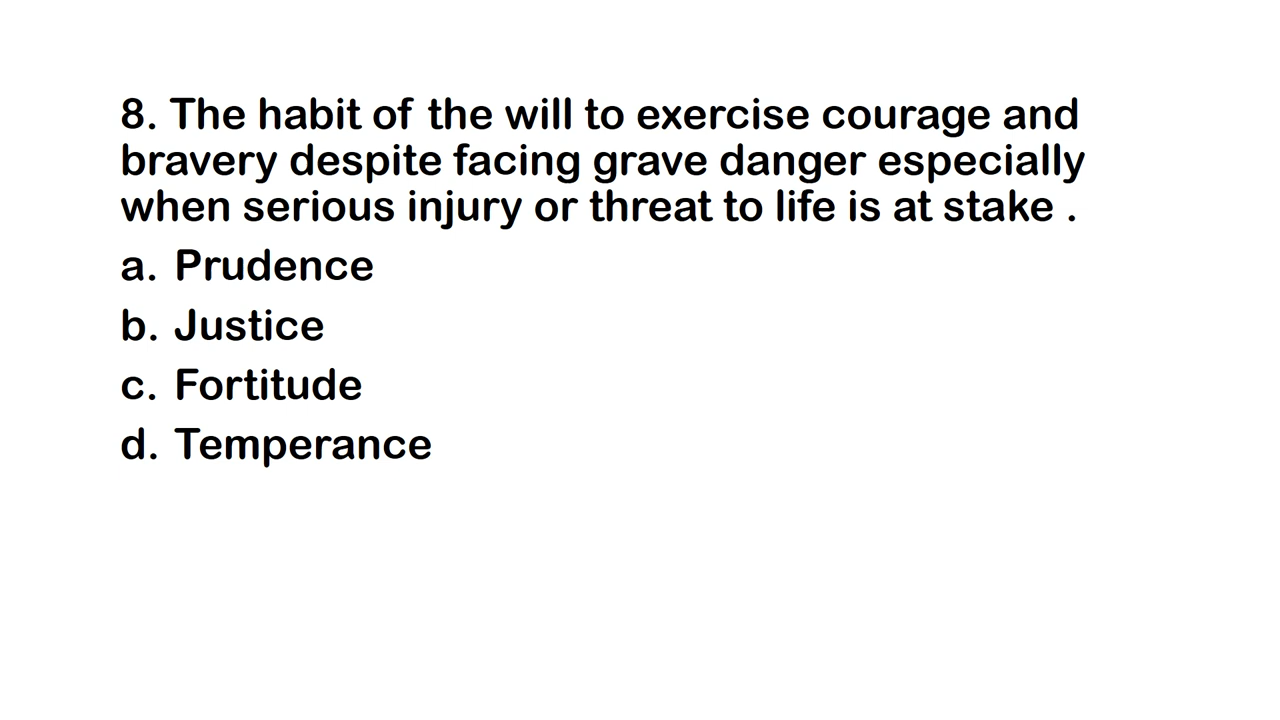 8. The habit of the will to exercise courage and
bravery despite facing grave danger especially
when serious injury or threat to life is at stake .
a. Prudence
b. Justice
c. Fortitude
d. Temperance